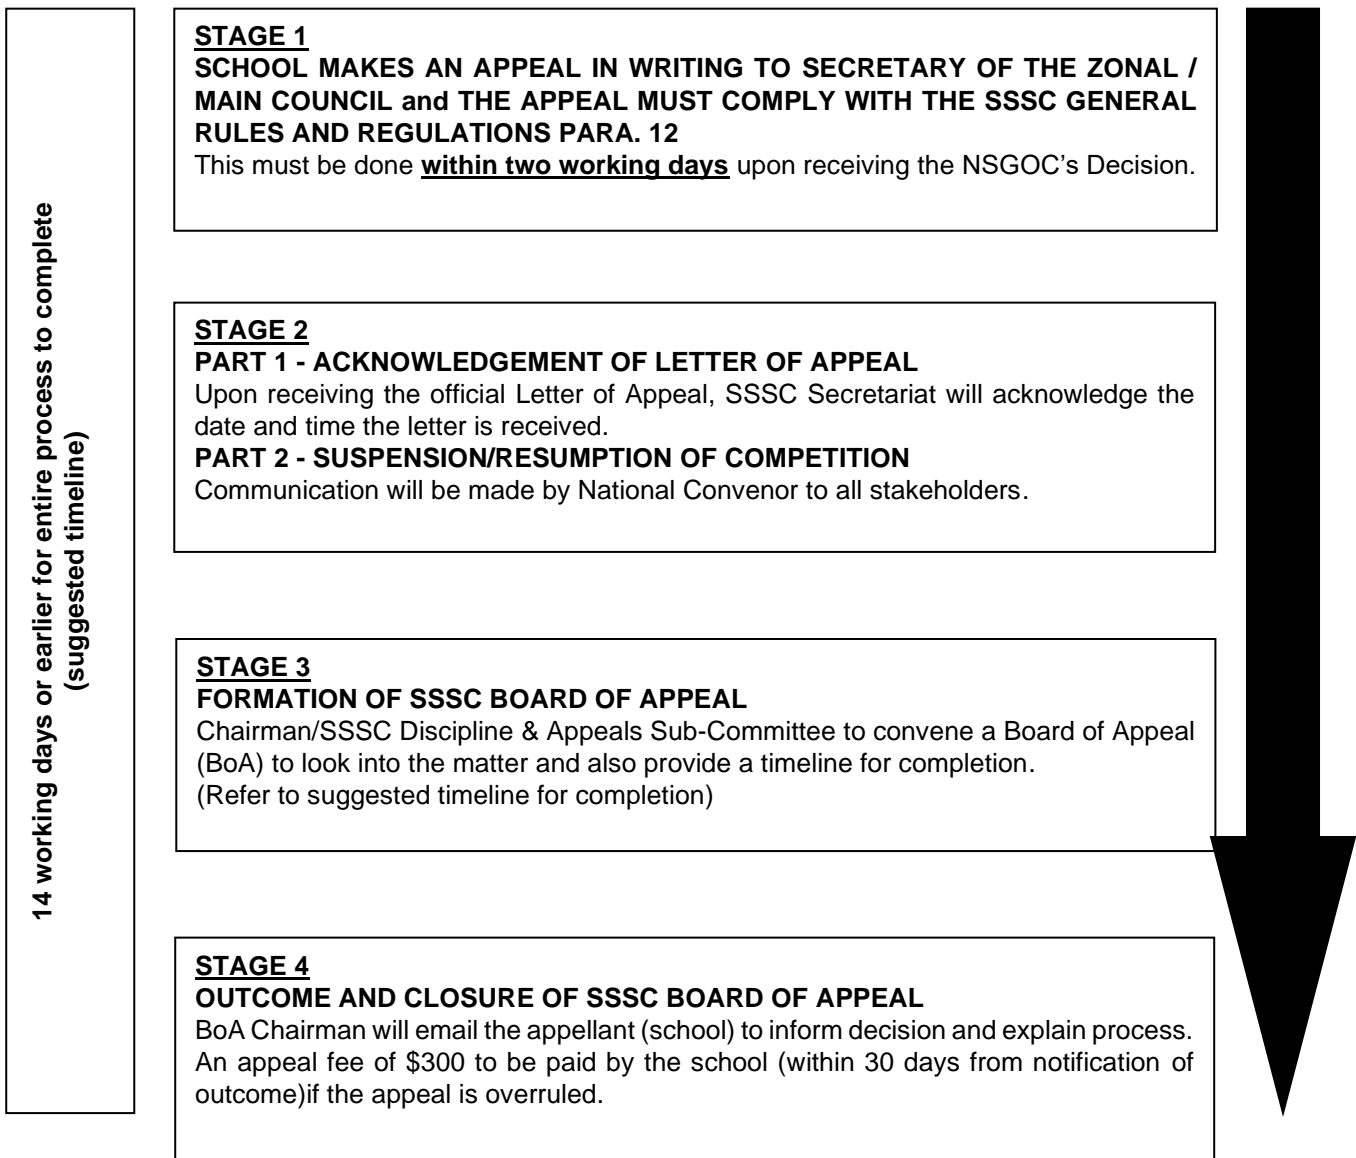 14 working days or earlier for entire process to complete
(suggested timeline)
STAGE 1
SCHOOL MAKES AN APPEAL IN WRITING TO SECRETARY OF THE ZONAL /
MAIN COUNCIL and THE APPEAL MUST COMPLY WITH THE SSSC GENERAL
RULES AND REGULATIONS PARA. 12
This must be done within two working days upon receiving the NSGOC’s Decision.
STAGE 2
PART 1 - ACKNOWLEDGEMENT OF LETTER OF APPEAL
Upon receiving the official Letter of Appeal, SSSC Secretariat will acknowledge the
date and time the letter is received.
PART 2 - SUSPENSION/RESUMPTION OF COMPETITION
Communication will be made by National Convenor to all stakeholders.
STAGE 3
FORMATION OF SSSC BOARD OF APPEAL
Chairman/SSSC Discipline & Appeals Sub-Committee to convene a Board of Appeal
(BoA) to look into the matter and also provide a timeline for completion.
(Refer to suggested timeline for completion)
STAGE 4
OUTCOME AND CLOSURE OF SSSC BOARD OF APPEAL
BoA Chairman will email the appellant (school) to inform decision and explain process.
An appeal fee of $300 to be paid by the school (within 30 days from notification of
outcome)if the appeal is overruled.